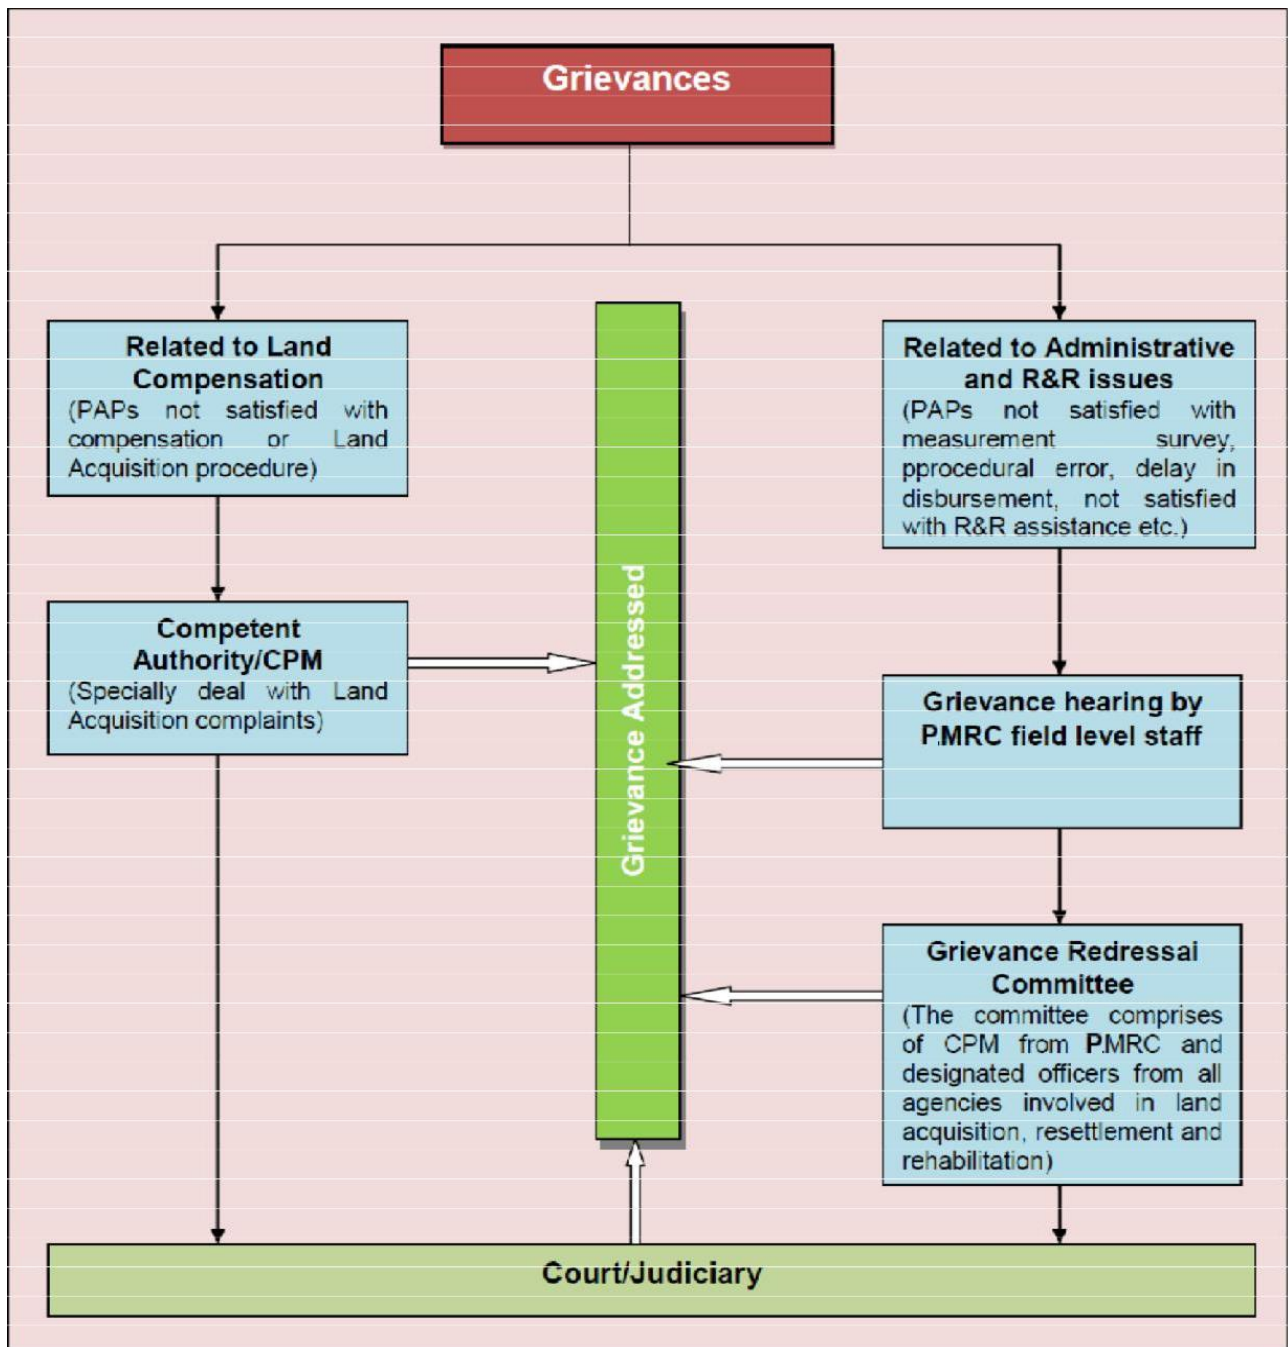 Grievances
Related to Land
Compensation
(PAPs not satisfied with
compensation or Land
Acquisition procedure)
Related to Administrative
and R&R issues
(PAPs not satisfied with
measurement survey,
pprocedural error, delay in
disbursement, not satisfied
with R&R assistance etc.)
Competent
Authority/CPM
(Specially deal with Land
Acquisition complaints)
Grievance Addressed
Grievance hearing by
P.MRC field level staff
Grievance Redressal
Committee
(The committee comprises
of CPM from P.MRC and
designated officers from all
agencies involved in land
acquisition, resettlement and
rehabilitation)
Court/Judiciary